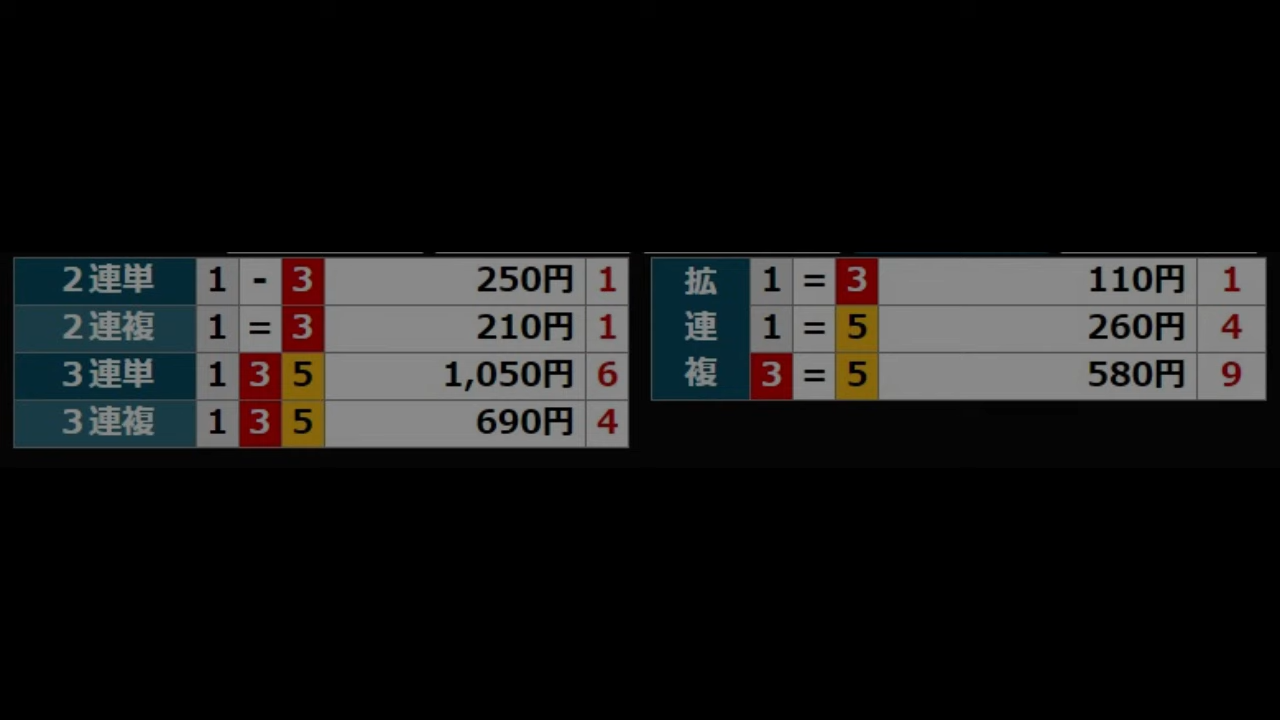 ２連単 1 - 3 250円 1
２連複 1 = 3 210円 1
３連単 1 3 5 1,050円 6
３連複 1 3 5 690円 4
拡 1 = 3 110円 1
連 1 = 5 260円 4
複 3 = 5 580円 9